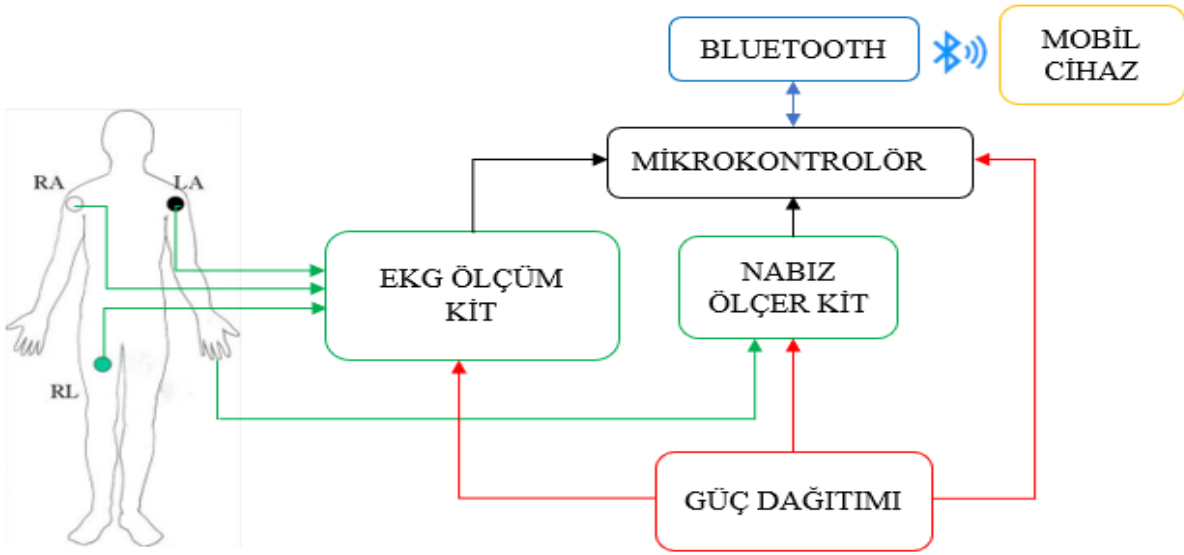 BLUETOOTH
MOBİL
CİHAZ
MİKROKONTROLÖR
RA
LA
EKG ÖLÇÜM
KİT
NABIZ
ÖLÇER KİT
RL
GÜÇ DAĞITIMI